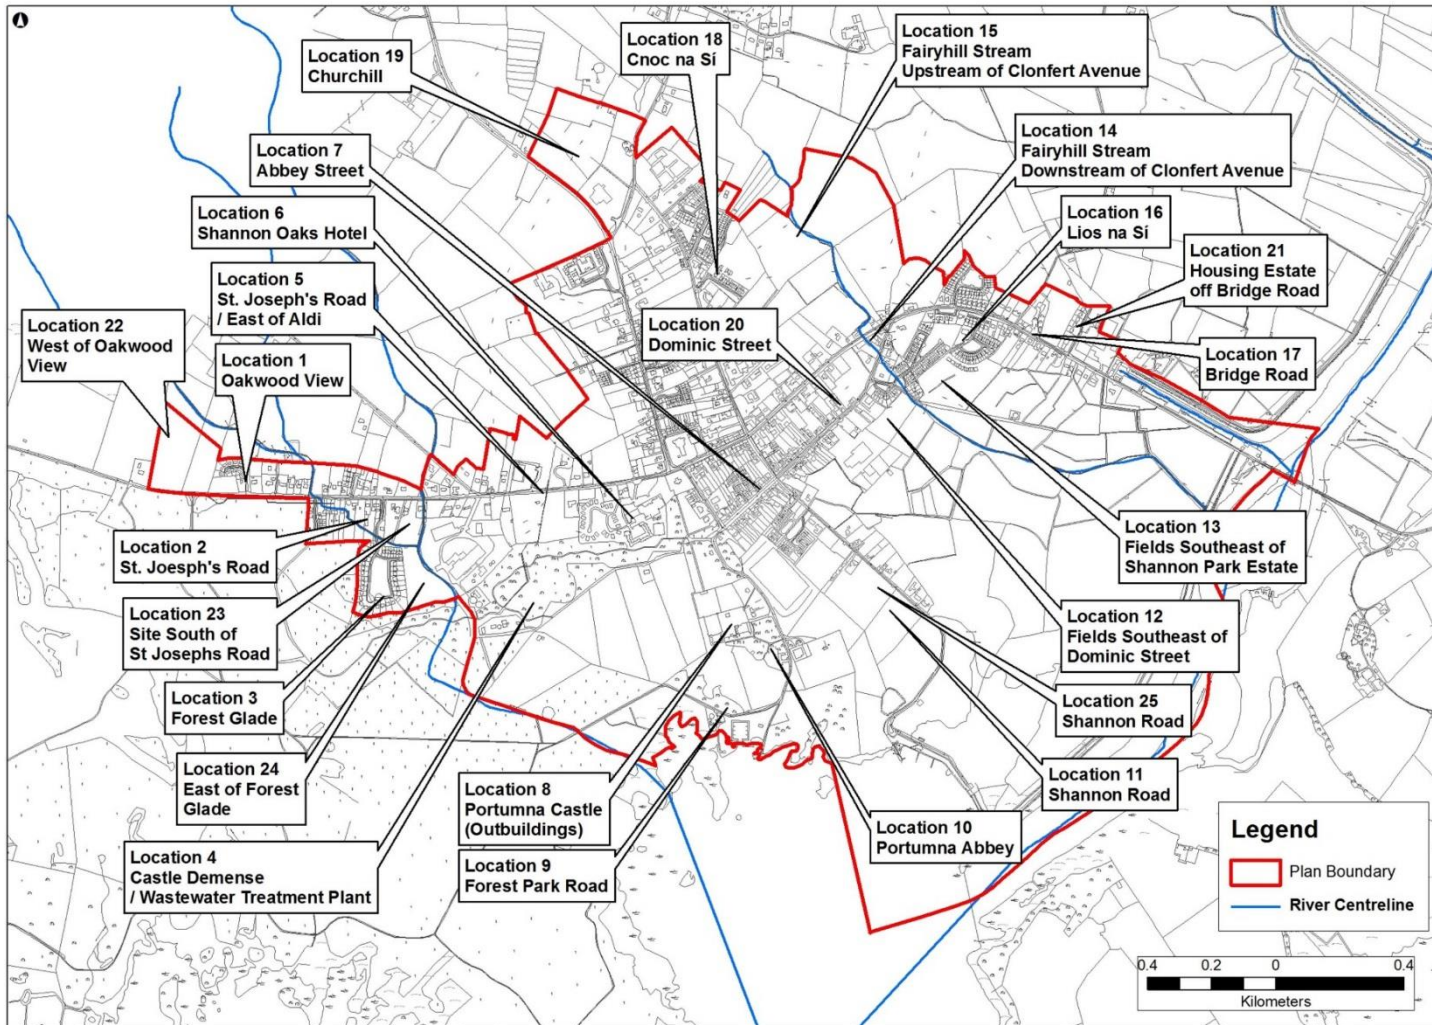 Location 19
Churchill
Location 18
Cnoc na Sí
Location 15
Fairyhill Stream
Upstream of Clonfert Avenue
Location 7
Abbey Street
Location 14
Fairyhill Stream
Downstream of Clonfert Avenue
Location 6
Shannon Oaks Hotel
Location 16
Lios na Sí
Location 5
St. Joseph's Road
/ East of Aldi
Location 21
Housing Estate
off Bridge Road
Location 22
West of Oakwood
View
Location 1
Oakwood View
Location 20
Dominic Street
Location 17
Bridge Road
Location 2
St. Joesph's Road
Location 13
Fields Southeast of
Shannon Park Estate
Location 23
Site South of
St Josephs Road
Location 12
Fields Southeast of
Dominic Street
Location 3
Forest Glade
Location 25
Shannon Road
Location 24
East of Forest
Glade
Location 8
Portumna Castle
(Outbuildings)
Location 11
Shannon Road
Location 10
Portumna Abbey
Location 4
Castle Demense
/ Wastewater Treatment Plant
Location 9
Forest Park Road
Legend
Plan Boundary
River Centreline
0.4 0.2 0 0.4
Kilometers